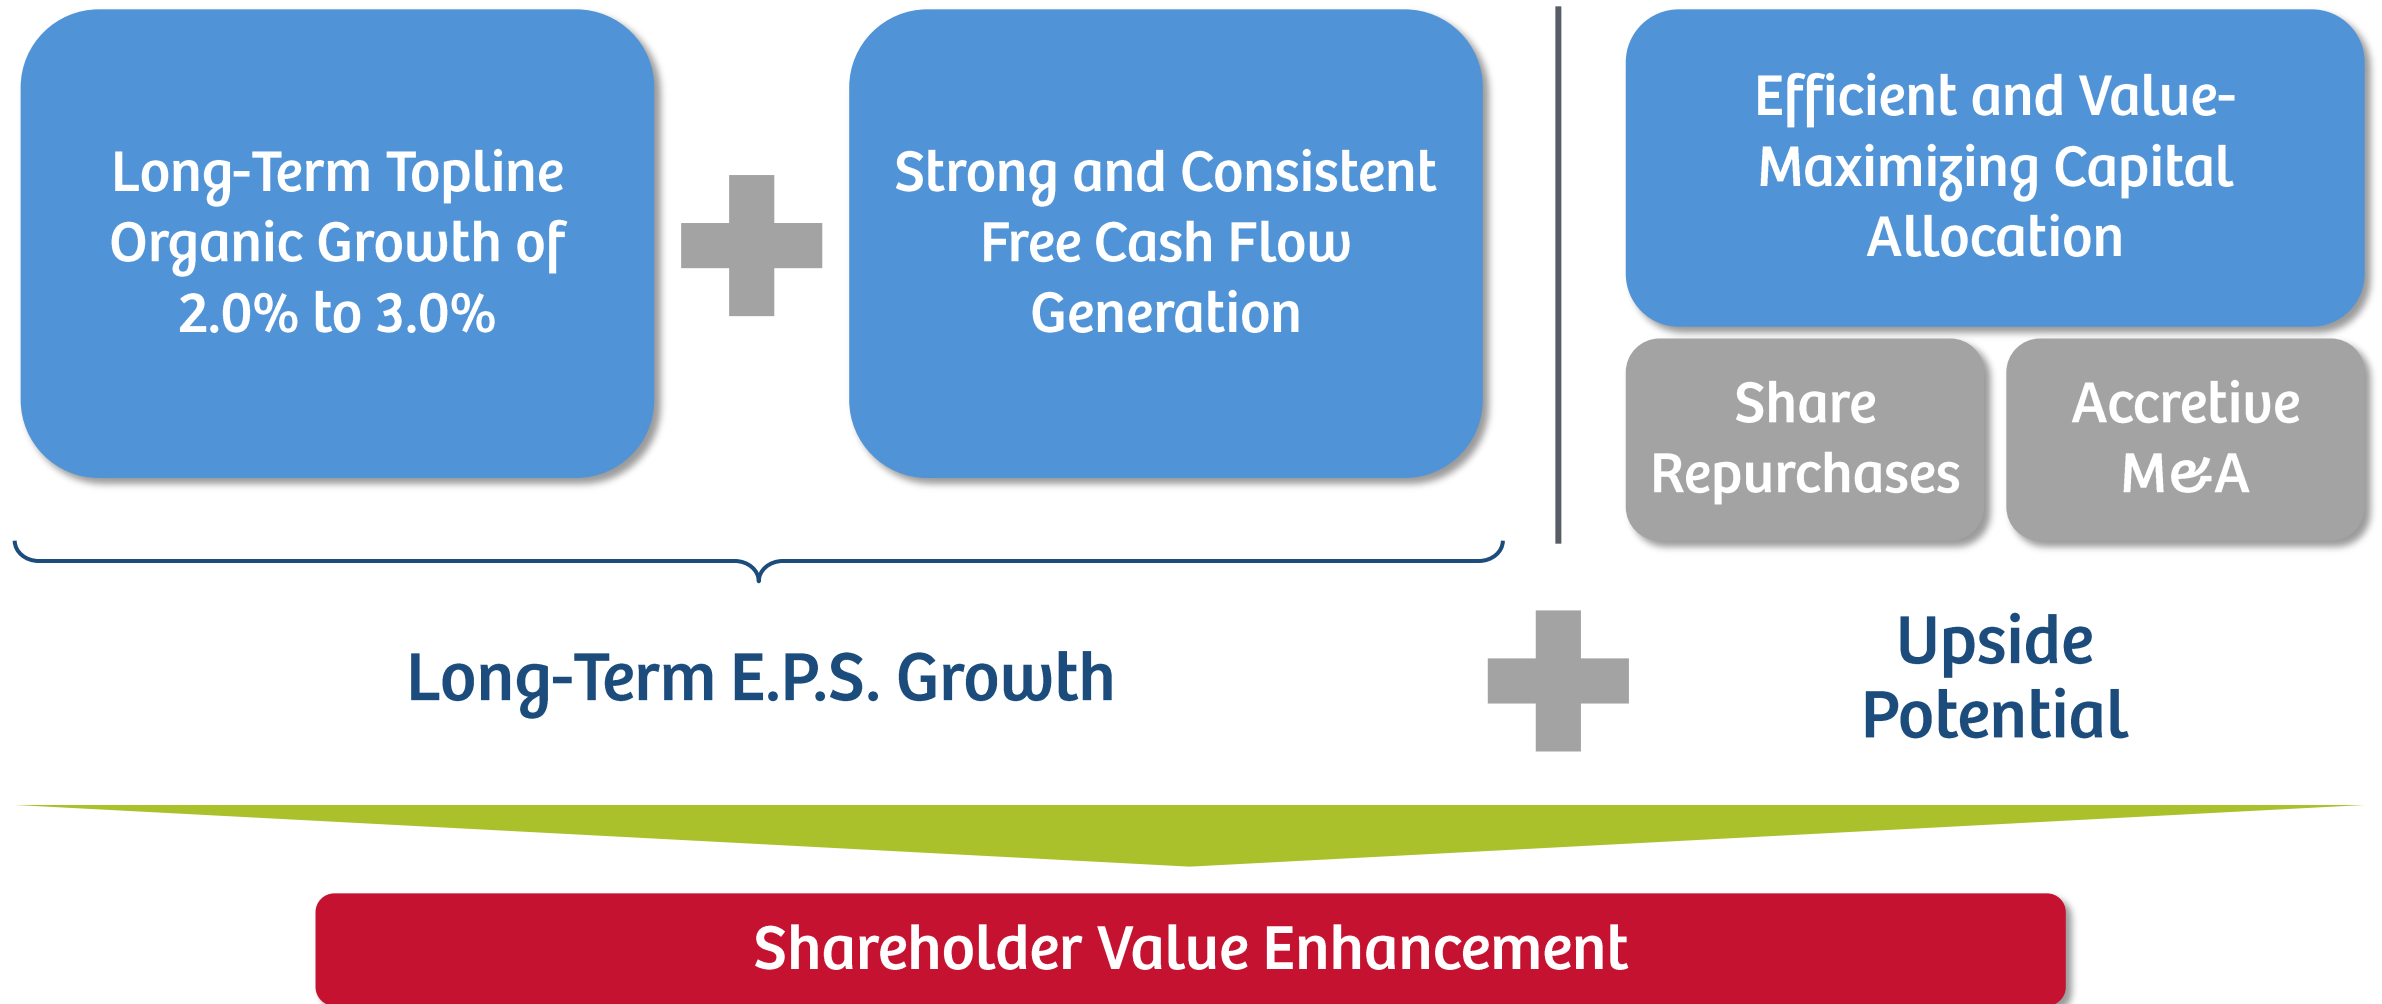 Long-Term Topline
Organic Growth of
2.0% to 3.0%
Strong and Consistent
Free Cash Flow
Generation
Efficient and Value-
Maximizing Capital
Allocation
Share
Repurchases
Accretive
M&A
Long-Term E.P.S. Growth
Upside
Potential
Shareholder Value Enhancement